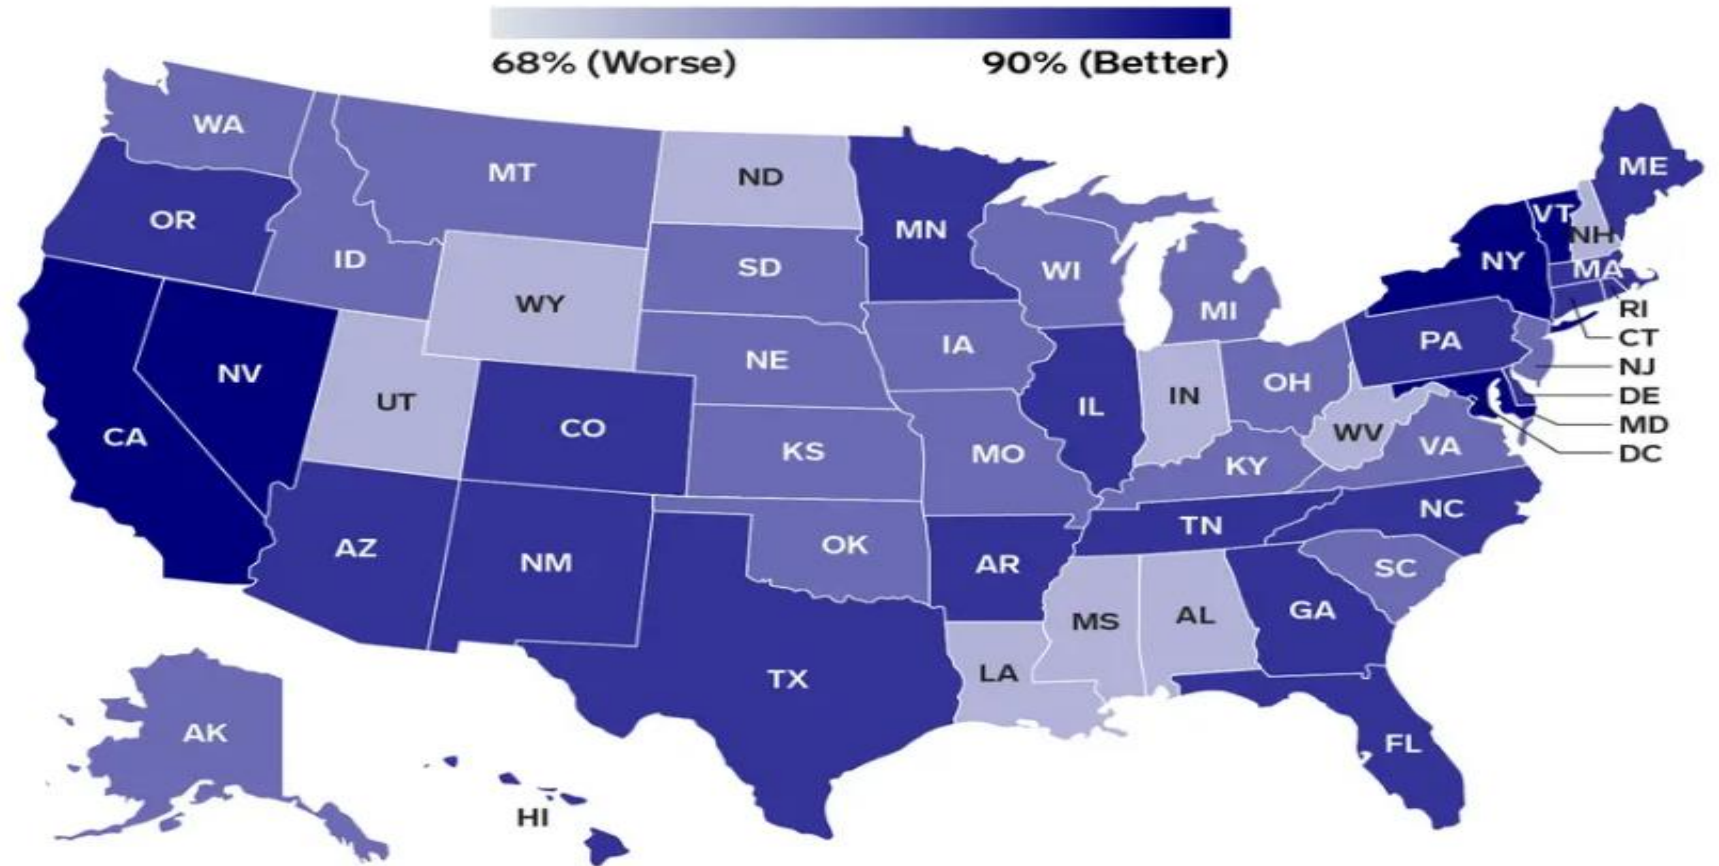 68% (Worse) 90% (Better)
WA
MT
ND
ME
OR
MN
VT
NH
ID
SD
WI
NY
MA
WY
MI
RI
CT
PA
NV
UT
NE
IA
NJ
OH
IN
IL
DE
CO
MD
CA
KS
MO
WV
VA
DC
KY
NC
TN
AZ
NM
OK
AR
SC
GA
MS
AL
LA
TX
AK
FL
HI